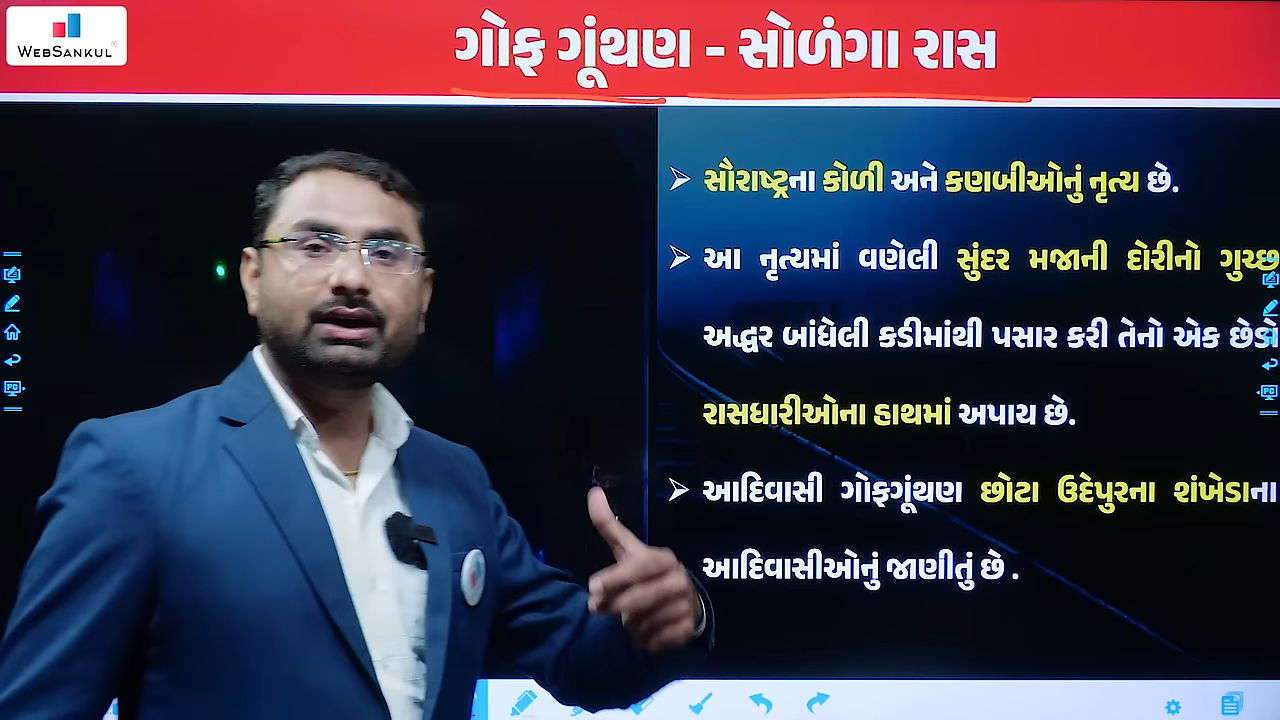 WEBSANKUL
ગોફ ગૂંથણ - સોળંગા રાસ
સૌરાષ્ટ્રના કોળી અને કણબીઓનું નૃત્ય છે.
આ નૃત્યમાં વણેલી સુંદર મજાની દોરીનો ગુચ્છ
અદ્ધર બાંધેલી કડીમાંથી પસાર કરી તેનો એક છેડો
રાસધારીઓના હાથમાં અપાય છે.
આદિવાસી ગોફગૂંથણ છોટા ઉદેપુરના શંખેડાના
આદિવાસીઓનું જાણીતું છે .